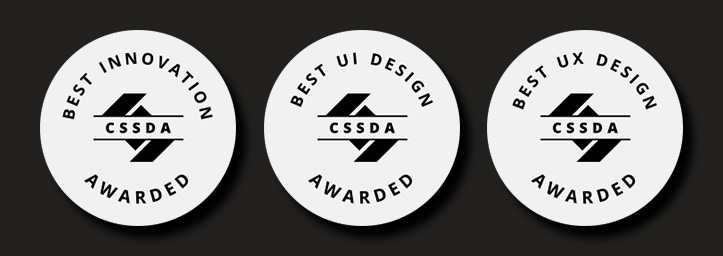 BEST INNOVATION
CSSDA
AWARDED
BEST UI DESIGN
CSSDA
AWARDED
BEST UX DESIGN
CSSDA
AWARDED